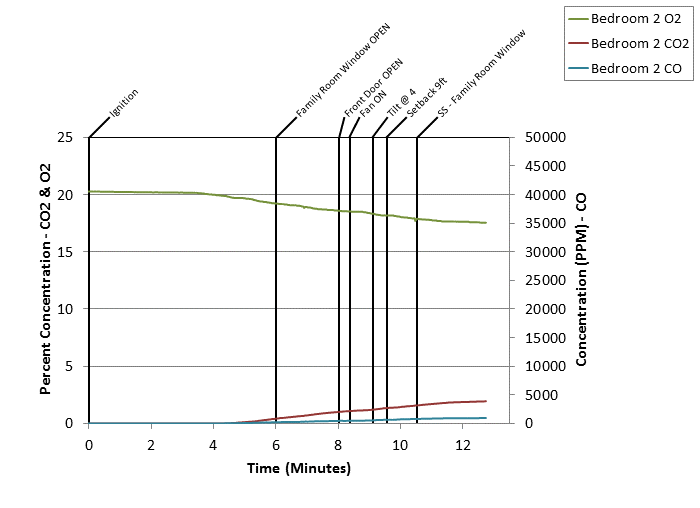 Bedroom 2 O2
Bedroom 2 CO2
Bedroom 2 CO
Ignition
Family Room Window OPEN
Front Door OPEN
Fan ON
Tilt @ 4
Setback 9ft
SS - Family Room Window
Percent Concentration - CO2 & O2
25
20
15
10
5
0
50000
45000
40000
35000
30000
25000
20000
15000
10000
5000
0
Concentration (PPM) - CO
0 2 4 6 8 10 12
Time (Minutes)